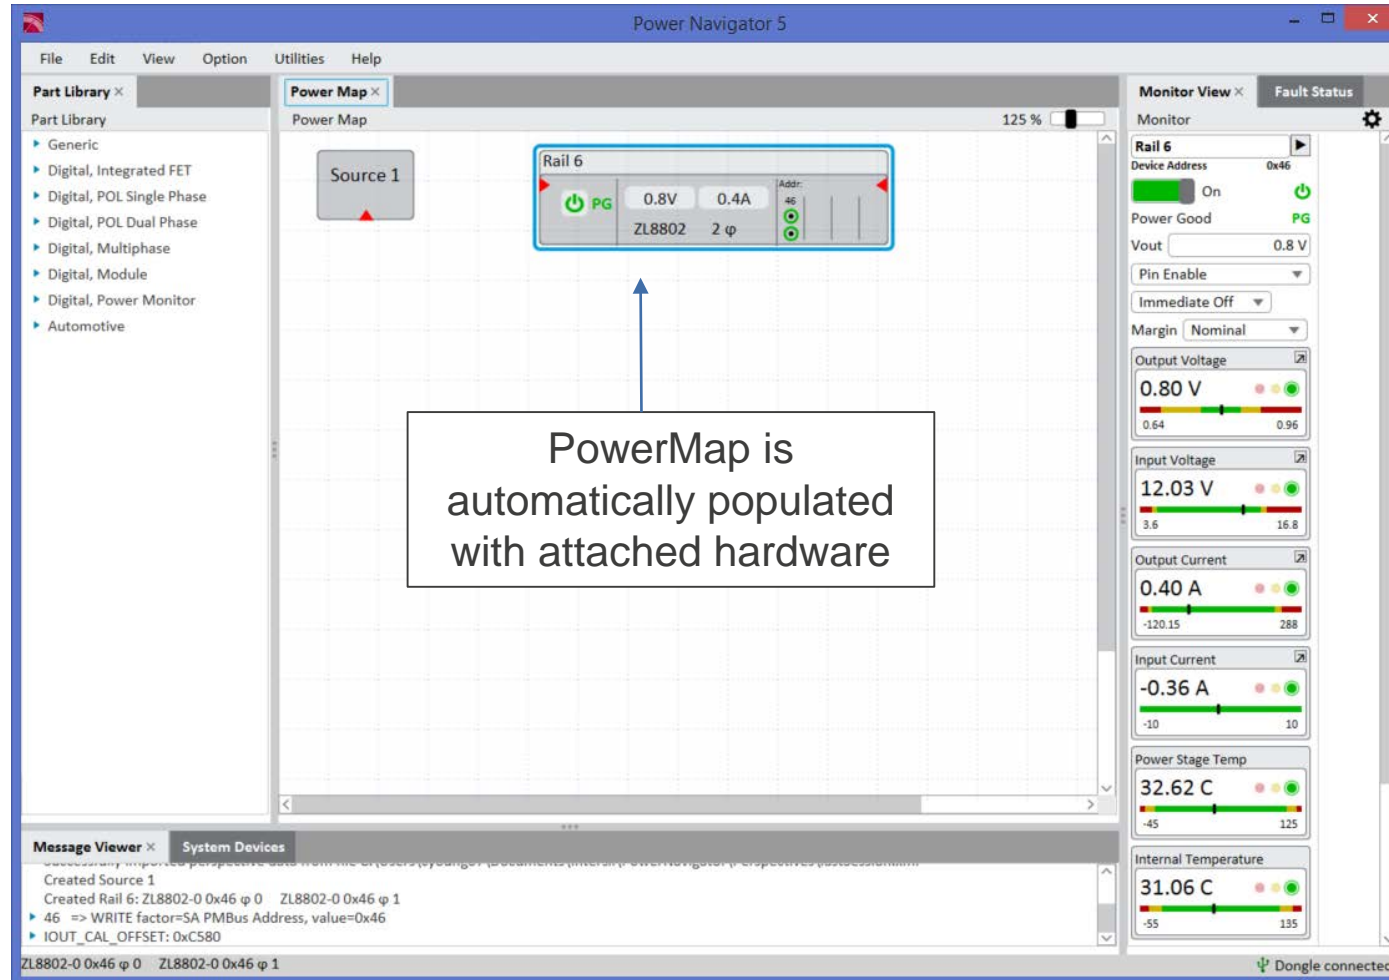 Power Navigator 5
File Edit View Option Utilities Help
Part Library ×
Part Library
Generic
Digital, Integrated FET
Digital, POL Single Phase
Digital, POL Dual Phase
Digital, Multiphase
Digital, Module
Digital, Power Monitor
Automotive
Power Map ×
Power Map
125 %
Source 1
Rail 6
PG
0.8V 0.4A
ZL8802 2 φ
Addr:
46
PowerMap is
automatically populated
with attached hardware
Monitor View × Fault Status
Monitor
Rail 6
Device Address 0x46
On
Power Good PG
Vout 0.8 V
Pin Enable
Immediate Off
Margin Nominal
Output Voltage
0.80 V
0.64 0.96
Input Voltage
12.03 V
3.6 16.8
Output Current
0.40 A
-120.15 288
Input Current
-0.36 A
-10 10
Power Stage Temp
32.62 C
-45 125
Internal Temperature
31.06 C
-55 135
Message Viewer × System Devices
Created Source 1
Created Rail 6: ZL8802-0 0x46 φ 0 ZL8802-0 0x46 φ 1
46 => WRITE factor=SA PMBus Address, value=0x46
IOUT_CAL_OFFSET: 0xC580
ZL8802-0 0x46 φ 0 ZL8802-0 0x46 φ 1
Dongle connected